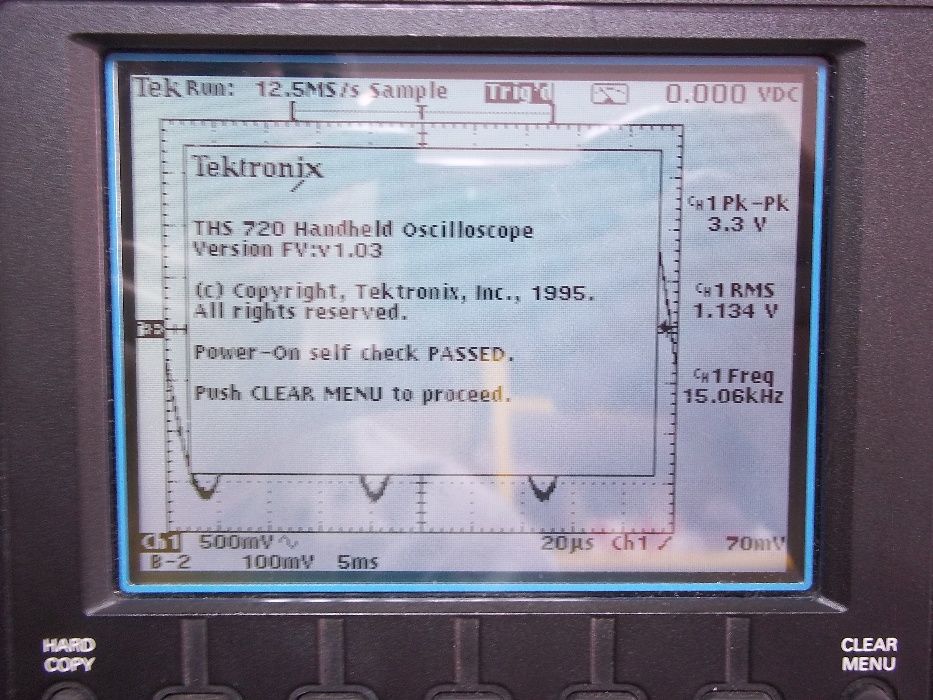 Tek Run: 12.5MS/s Sample Trig'd 0.000 VDC
Tektronix
THS 720 Handheld Oscilloscope
Version FV:v1.03
(c) Copyright, Tektronix, Inc., 1995.
All rights reserved.
Power-On self check PASSED.
Push CLEAR MENU to proceed.
CH1 Pk-Pk
3.3 V
CH1 RMS
1.134 V
CH1 Freq
15.06kHz
Ch1 500mV 20µs Ch1 70mV
B-2 100mV 5ms
HARD
COPY
CLEAR
MENU